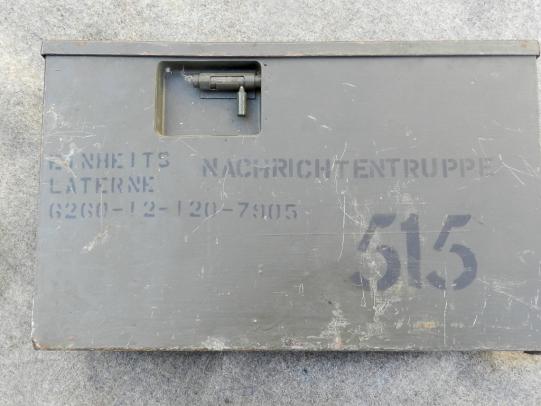 EINHEITS NACHRICHTENTRUPPE
LATERNE
6260-12-120-7905
515